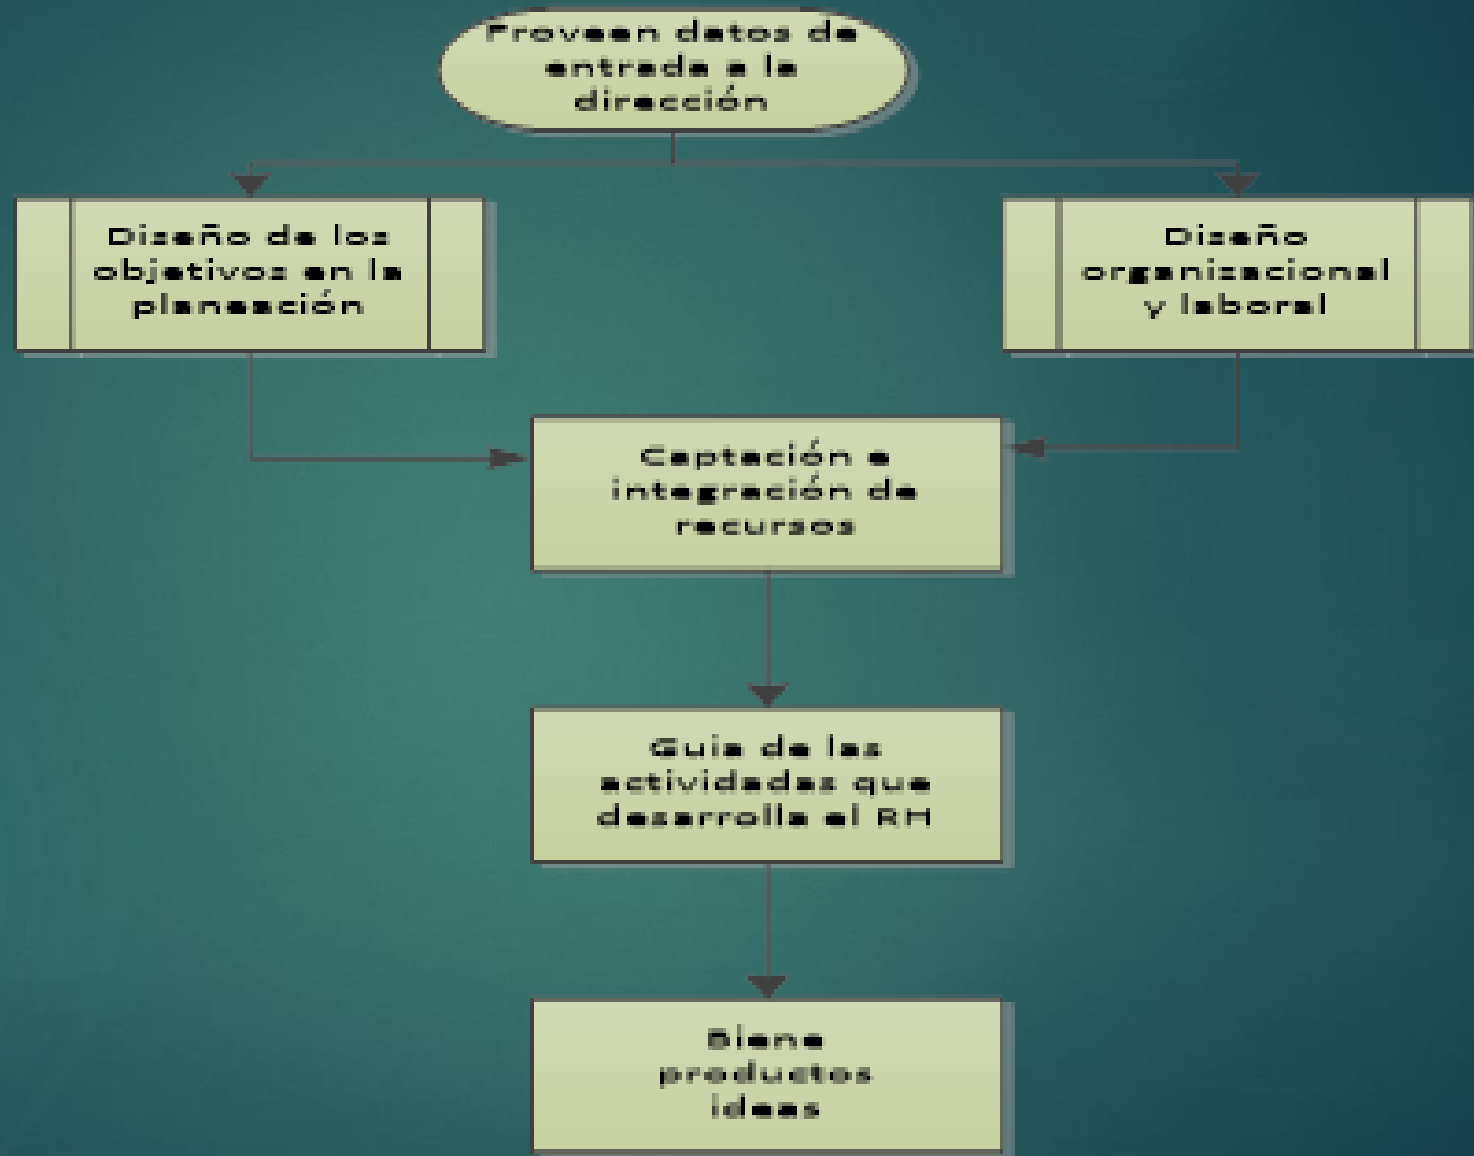 Proveen datos de
entrada a la
dirección
Diseño de los
objetivos en la
planeación
Diseño
organizacional
y laboral
Captación e
integración de
recursos
Guia de las
actividades que
desarrolla el RH
Biene
productos
ideas